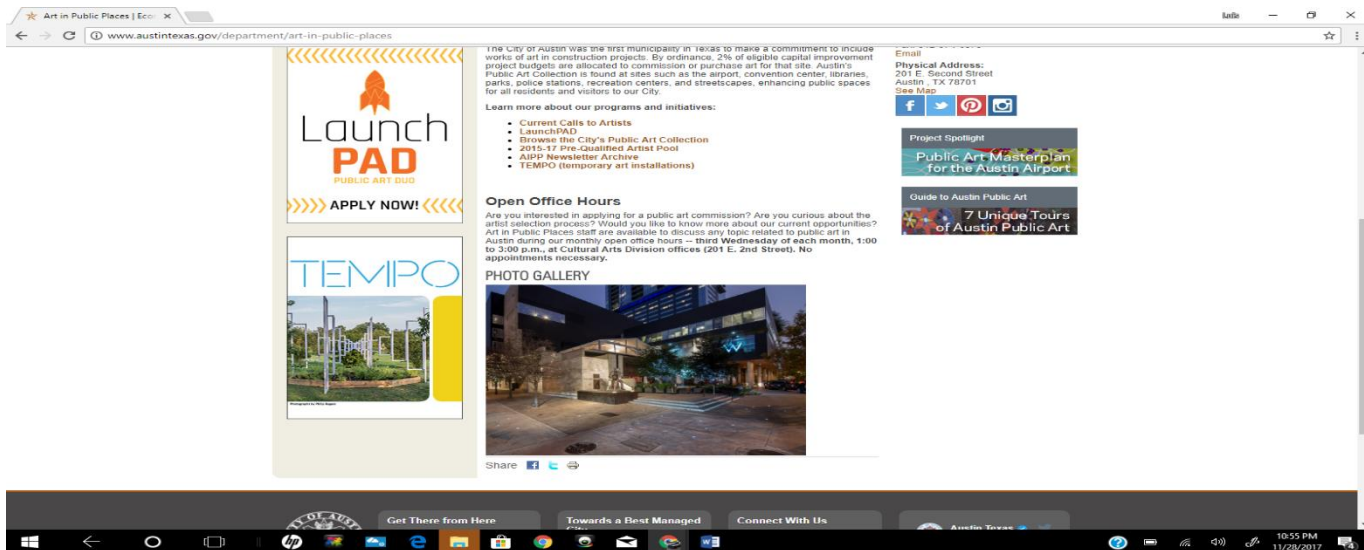 Art in Public Places | Eco
www.austintexas.gov/department/art-in-public-places
Launch
PAD
PUBLIC ART DUO
APPLY NOW!
TEMPO
The City of Austin was the first municipality in Texas to make a commitment to include
works of art in construction projects. By ordinance, 2% of eligible capital improvement
project budgets are allocated to commission or purchase art for that site. Austin's
Public Art Collection is found at sites such as the airport, convention center, libraries,
parks, police stations, recreation centers, and streetscapes, enhancing public spaces
for all residents and visitors to our City.
Learn more about our programs and initiatives:
Current Calls to Artists
LaunchPAD
Browse the City's Public Art Collection
2015-17 Pre-Qualified Artist Pool
AIPP Newsletter Archive
TEMPO (temporary art installations)
Open Office Hours
Are you interested in applying for a public art commission? Are you curious about the
artist selection process? Would you like to know more about our current opportunities?
Art in Public Places staff are available to discuss any topic related to public art in
Austin during our monthly open office hours -- third Wednesday of each month, 1:00
to 3:00 p.m., at Cultural Arts Division offices (201 E. 2nd Street). No
appointments necessary.
PHOTO GALLERY
Share
Email
Physical Address:
201 E. Second Street
Austin , TX 78701
See Map
Project Spotlight
Public Art Masterplan
for the Austin Airport
Guide to Austin Public Art
7 Unique Tours
of Austin Public Art
Get There from Here
Towards a Best Managed
City
Connect With Us
Austin Texas
10:55 PM
11/28/2017